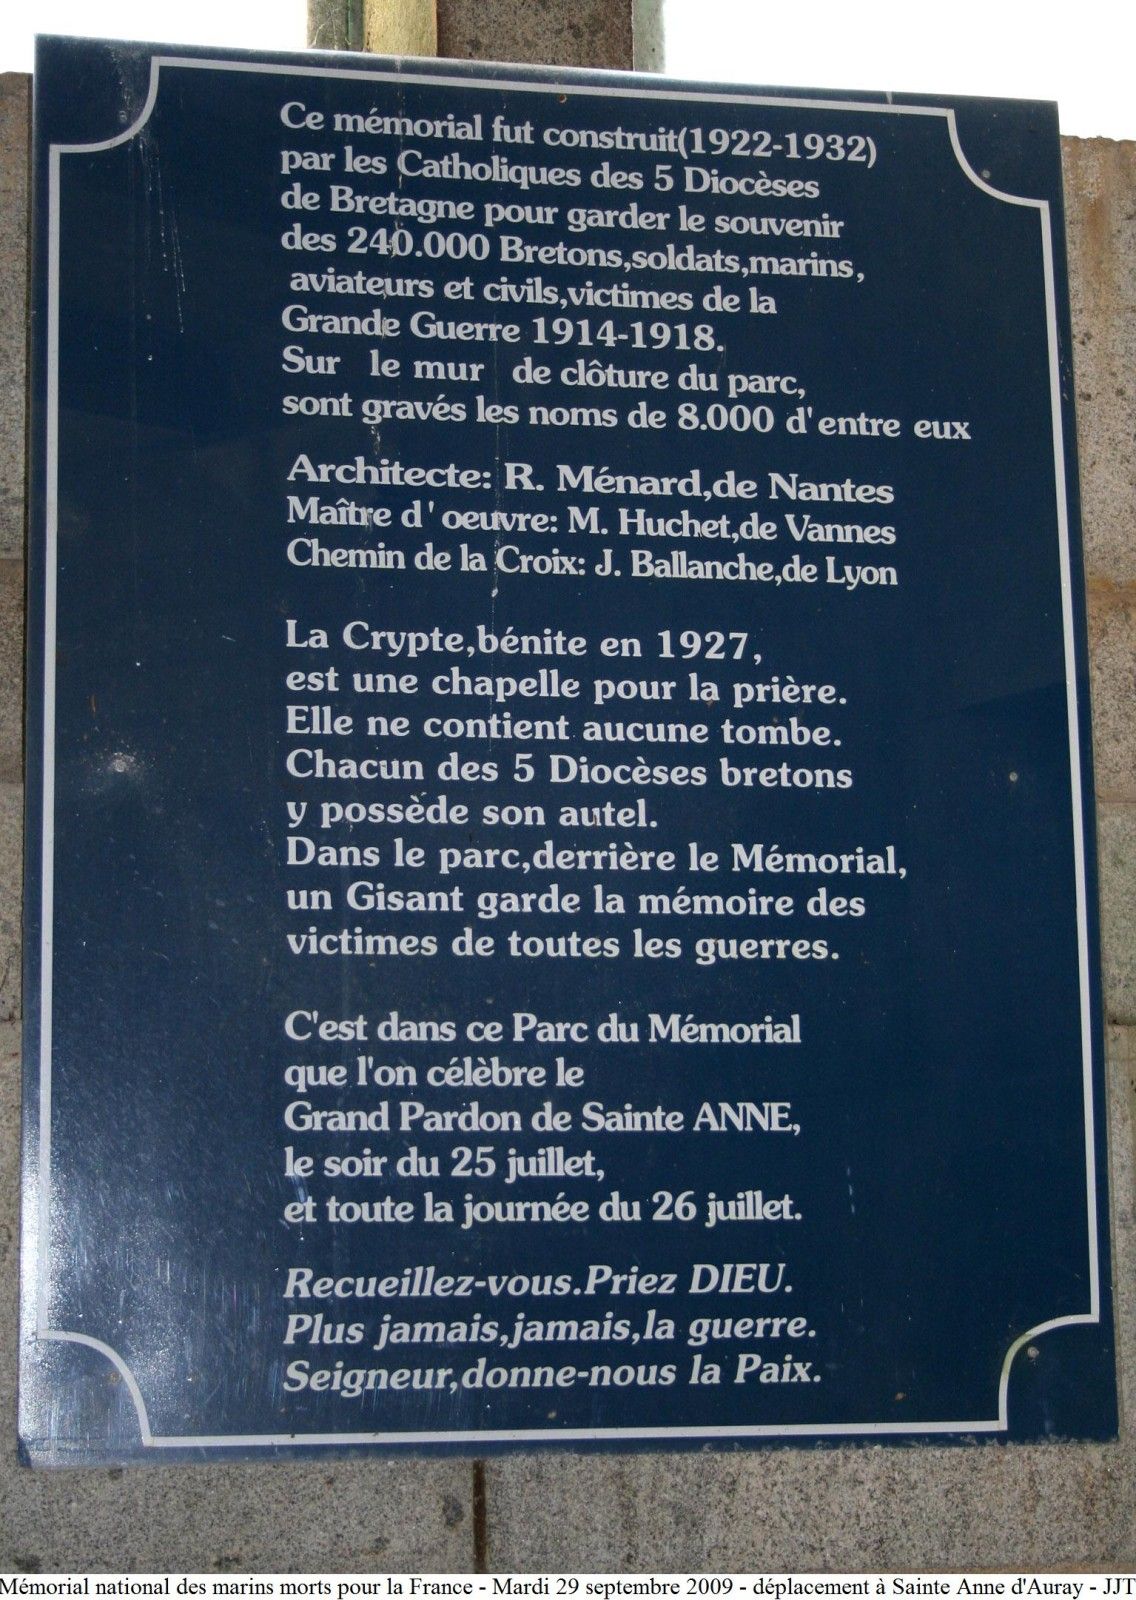 Ce mémorial fut construit(1922-1932)
par les Catholiques des 5 Diocèses
de Bretagne pour garder le souvenir
des 240.000 Bretons,soldats,marins,
aviateurs et civils,victimes de la
Grande Guerre 1914-1918.
Sur le mur de clôture du parc,
sont gravés les noms de 8.000 d'entre eux
Architecte: R. Ménard,de Nantes
Maître d'oeuvre: M. Huchet,de Vannes
Chemin de la Croix: J. Ballanche,de Lyon
La Crypte,bénite en 1927,
est une chapelle pour la prière.
Elle ne contient aucune tombe.
Chacun des 5 Diocèses bretons
y possède son autel.
Dans le parc,derrière le Mémorial,
un Gisant garde la mémoire des
victimes de toutes les guerres.
C'est dans ce Parc du Mémorial
que l'on célèbre le
Grand Pardon de Sainte ANNE,
le soir du 25 juillet,
et toute la journée du 26 juillet.
Recueillez-vous.Priez DIEU.
Plus jamais,jamais,la guerre.
Seigneur,donne-nous la Paix.
Mémorial national des marins morts pour la France - Mardi 29 septembre 2009 - déplacement à Sainte Anne d'Auray - JJT